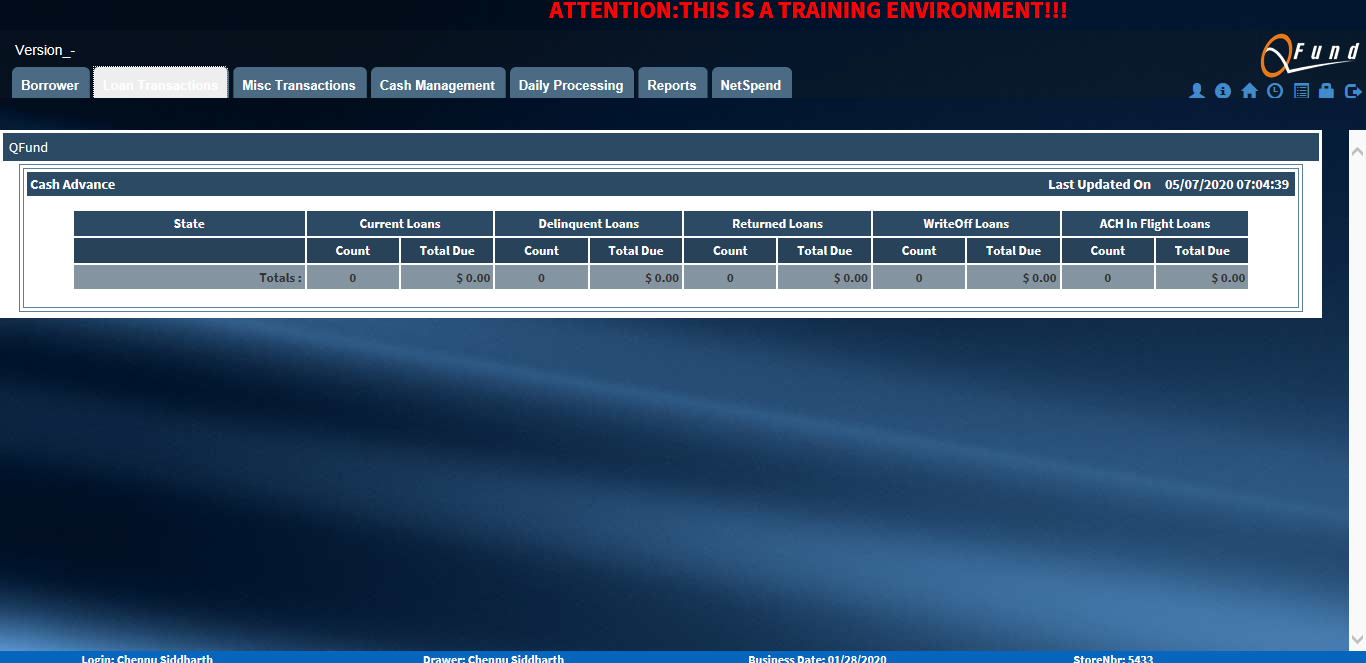 ATTENTION:THIS IS A TRAINING ENVIRONMENT!!!
Version_-
QFund
Borrower Loan Transactions Misc Transactions Cash Management Daily Processing Reports NetSpend
QFund
Cash Advance Last Updated On 05/07/2020 07:04:39
State Current Loans Delinquent Loans Returned Loans WriteOff Loans ACH In Flight Loans
Count Total Due Count Total Due Count Total Due Count Total Due Count Total Due
Totals : 0 $ 0.00 0 $ 0.00 0 $ 0.00 0 $ 0.00 0 $ 0.00
Login: Chennu Siddharth Drawer: Chennu Siddharth Business Date: 01/28/2020 StoreNbr: 5433